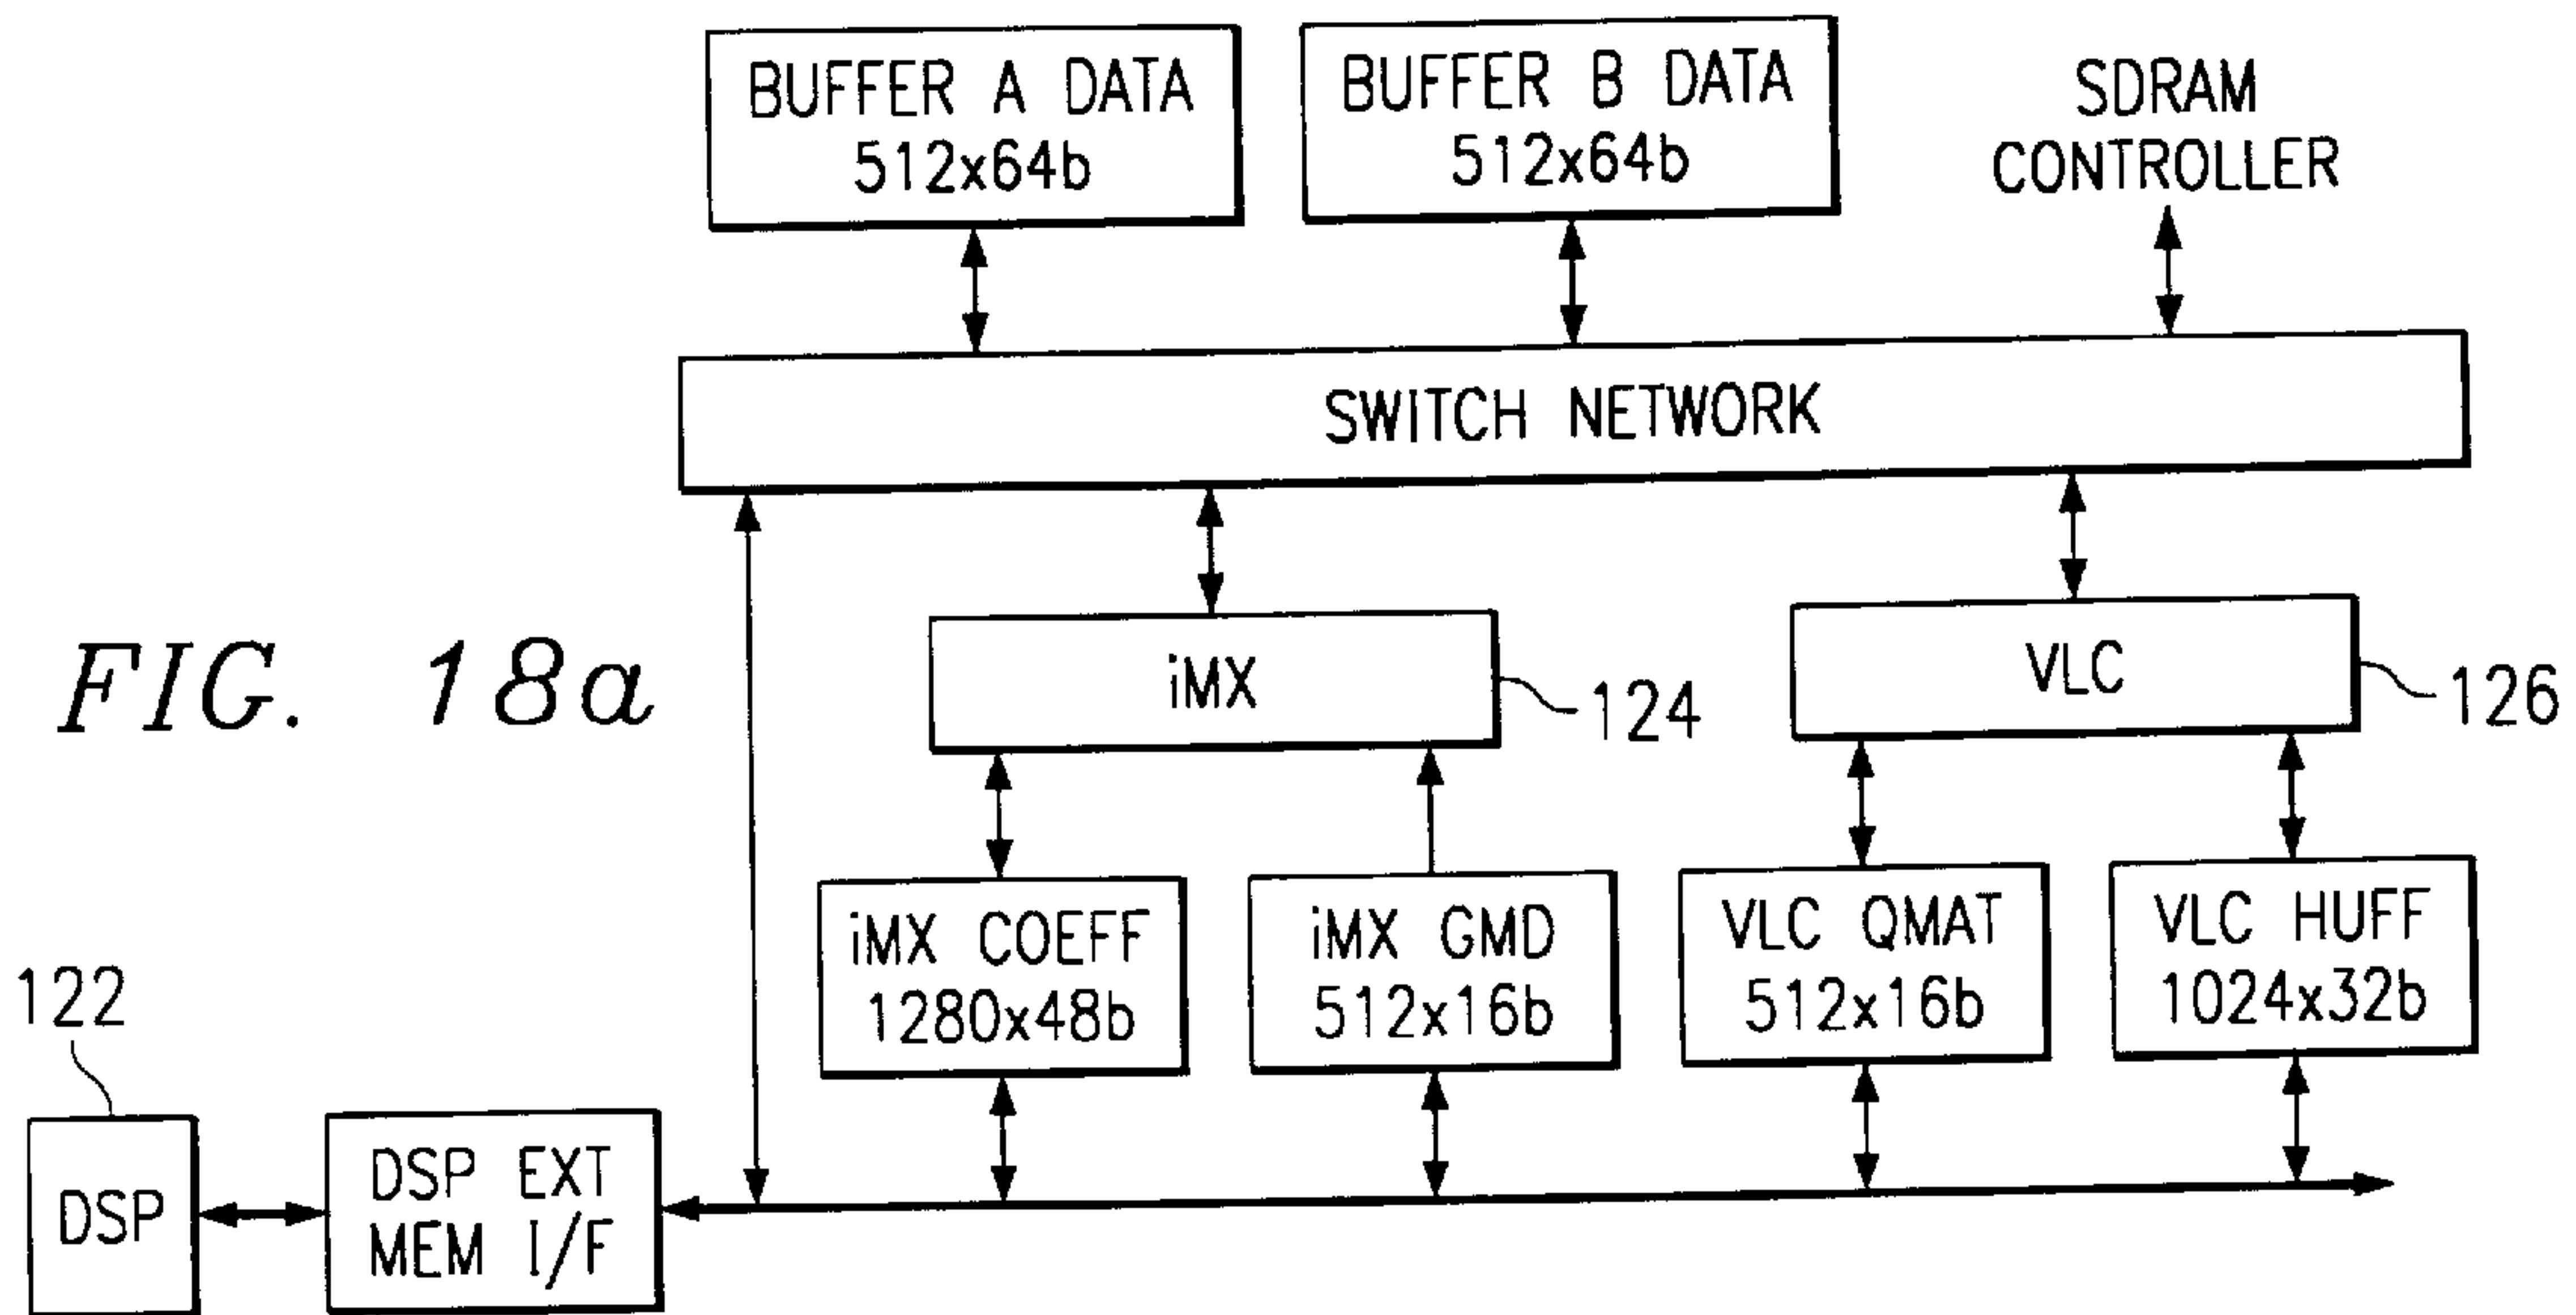 BUFFER A DATA
512x64b
BUFFER B DATA
512x64b
SDRAM
CONTROLLER
SWITCH NETWORK
FIG. 18a
iMX
124
VLC
126
iMX COEFF
1280x48b
iMX GMD
512x16b
VLC QMAT
512x16b
VLC HUFF
1024x32b
122
DSP
DSP EXT
MEM I/F